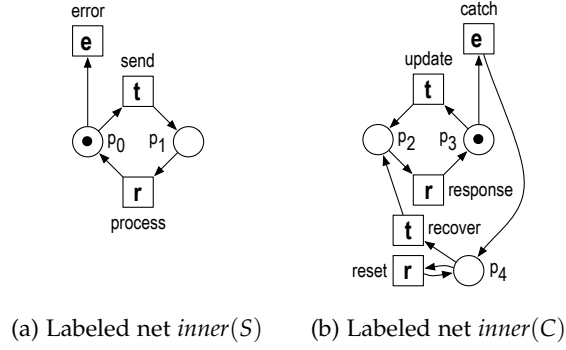 error
e
send
t
p0
p1
r
process
(a) Labeled net inner(S)
catch
e
update
t
p2
p3
r
response
t
recover
reset
r
p4
(b) Labeled net inner(C)